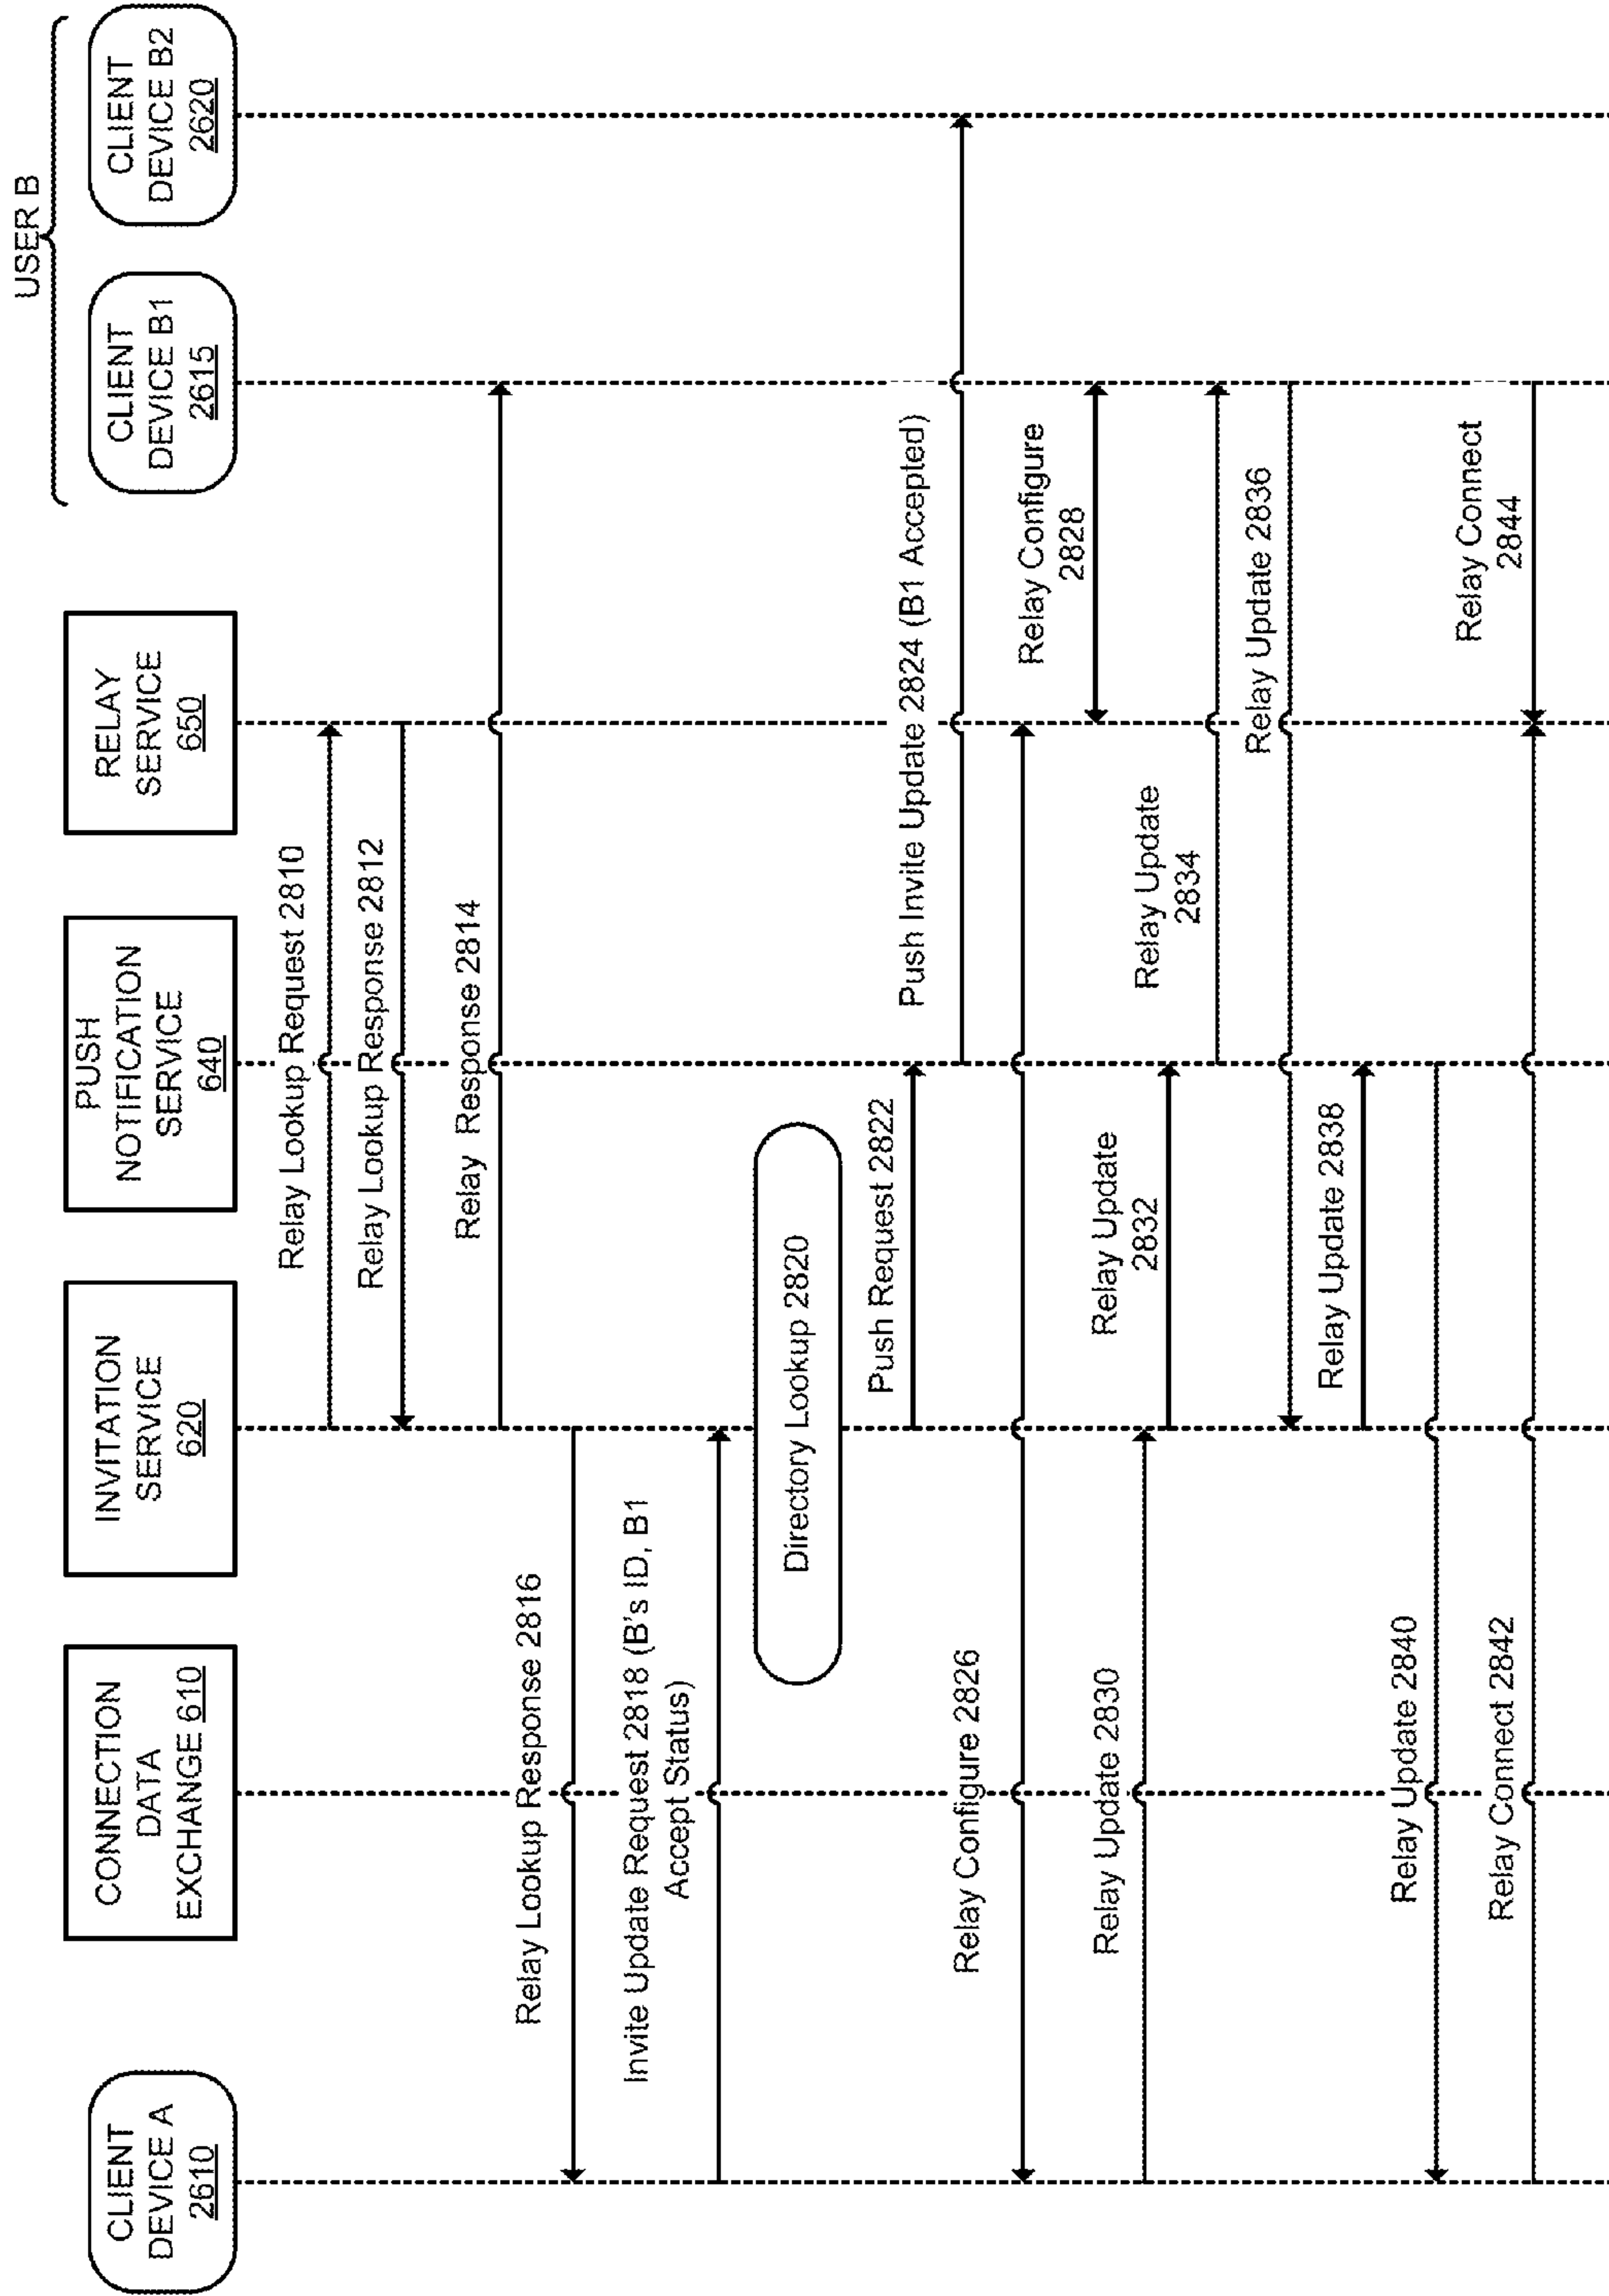 USER B
CLIENT
DEVICE A
2610
CONNECTION
DATA
EXCHANGE 610
INVITATION
SERVICE
620
PUSH
NOTIFICATION
SERVICE
640
RELAY
SERVICE
650
CLIENT
DEVICE B1
2615
CLIENT
DEVICE B2
2620
Relay Lookup Request 2810
Relay Lookup Response 2812
Relay Response 2814
Relay Lookup Response 2816
Invite Update Request 2818 (B's ID, B1
Accept Status)
Directory Lookup 2820
Push Request 2822
Push Invite Update 2824 (B1 Accepted)
Relay Configure 2826
Relay Configure
2828
Relay Update 2830
Relay Update
2832
Relay Update
2834
Relay Update 2836
Relay Update 2838
Relay Update 2840
Relay Connect 2842
Relay Connect
2844